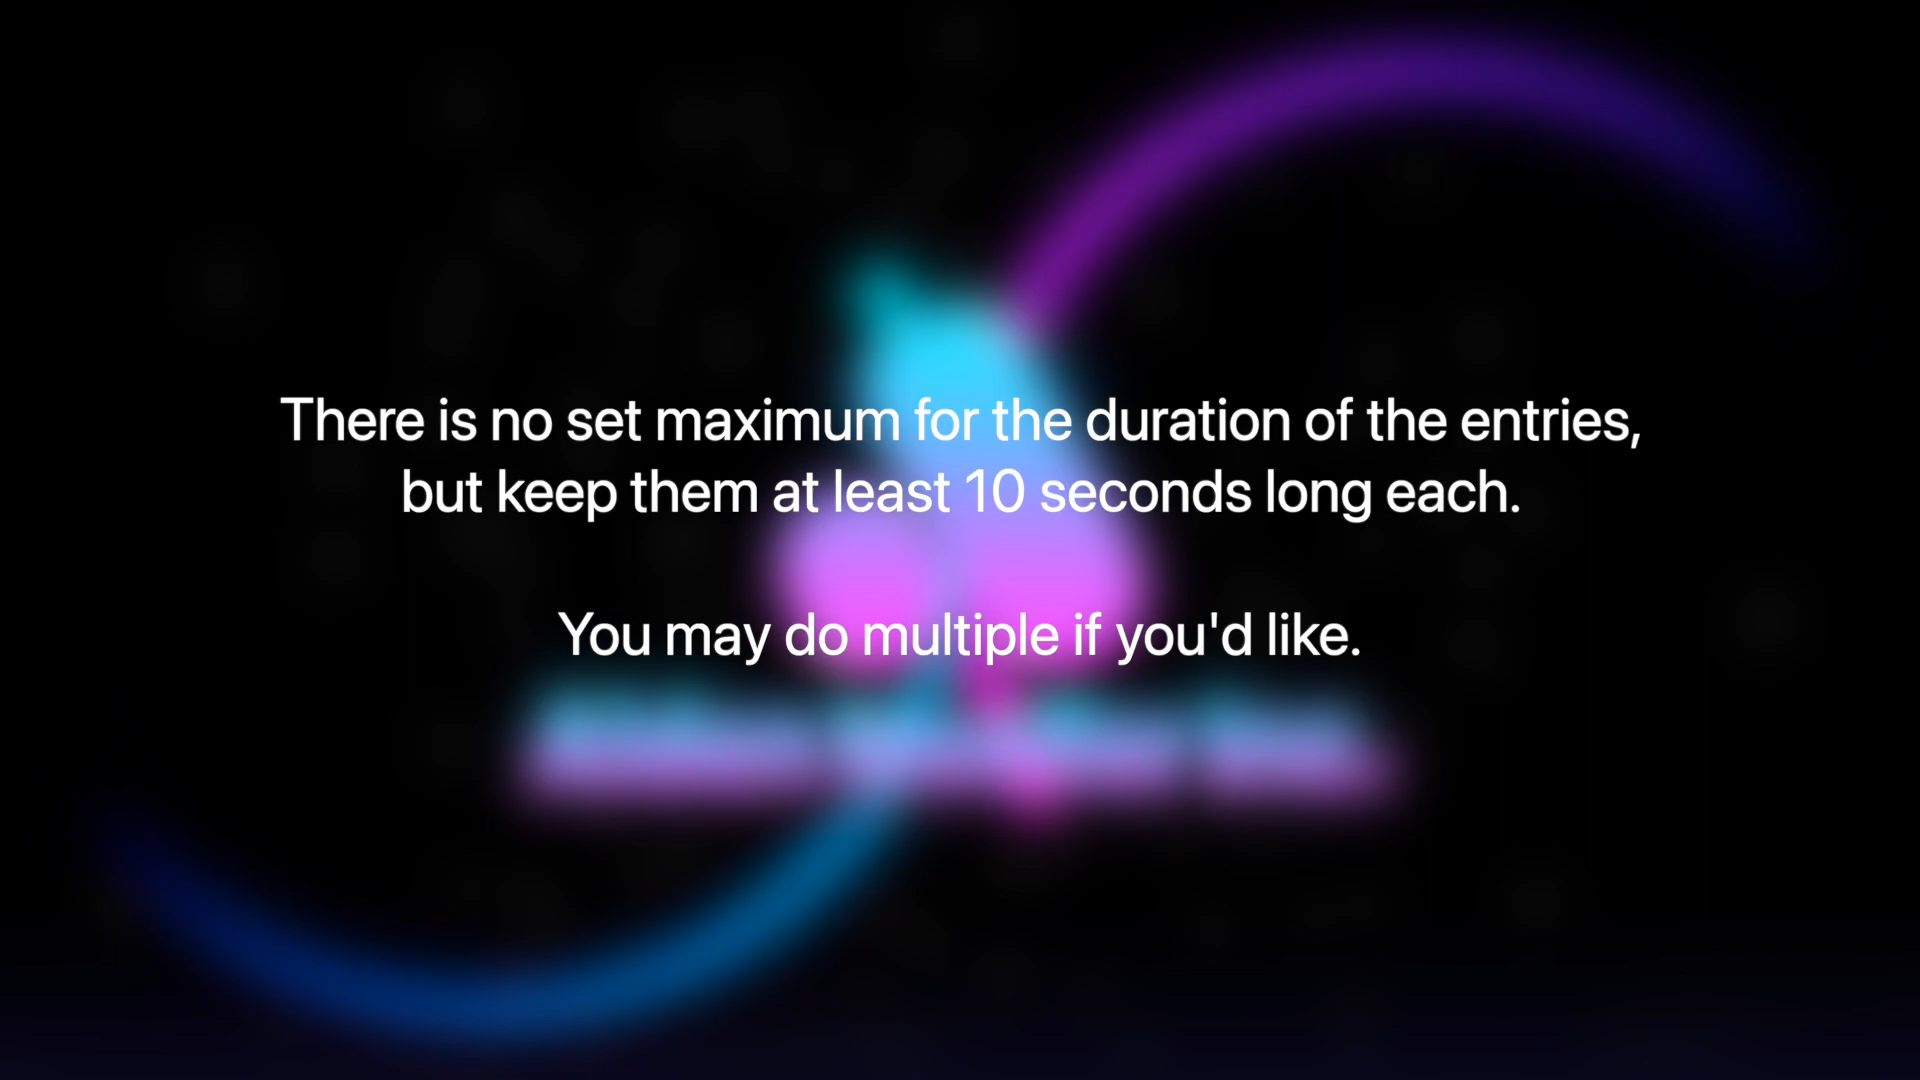 There is no set maximum for the duration of the entries,
but keep them at least 10 seconds long each.
You may do multiple if you'd like.